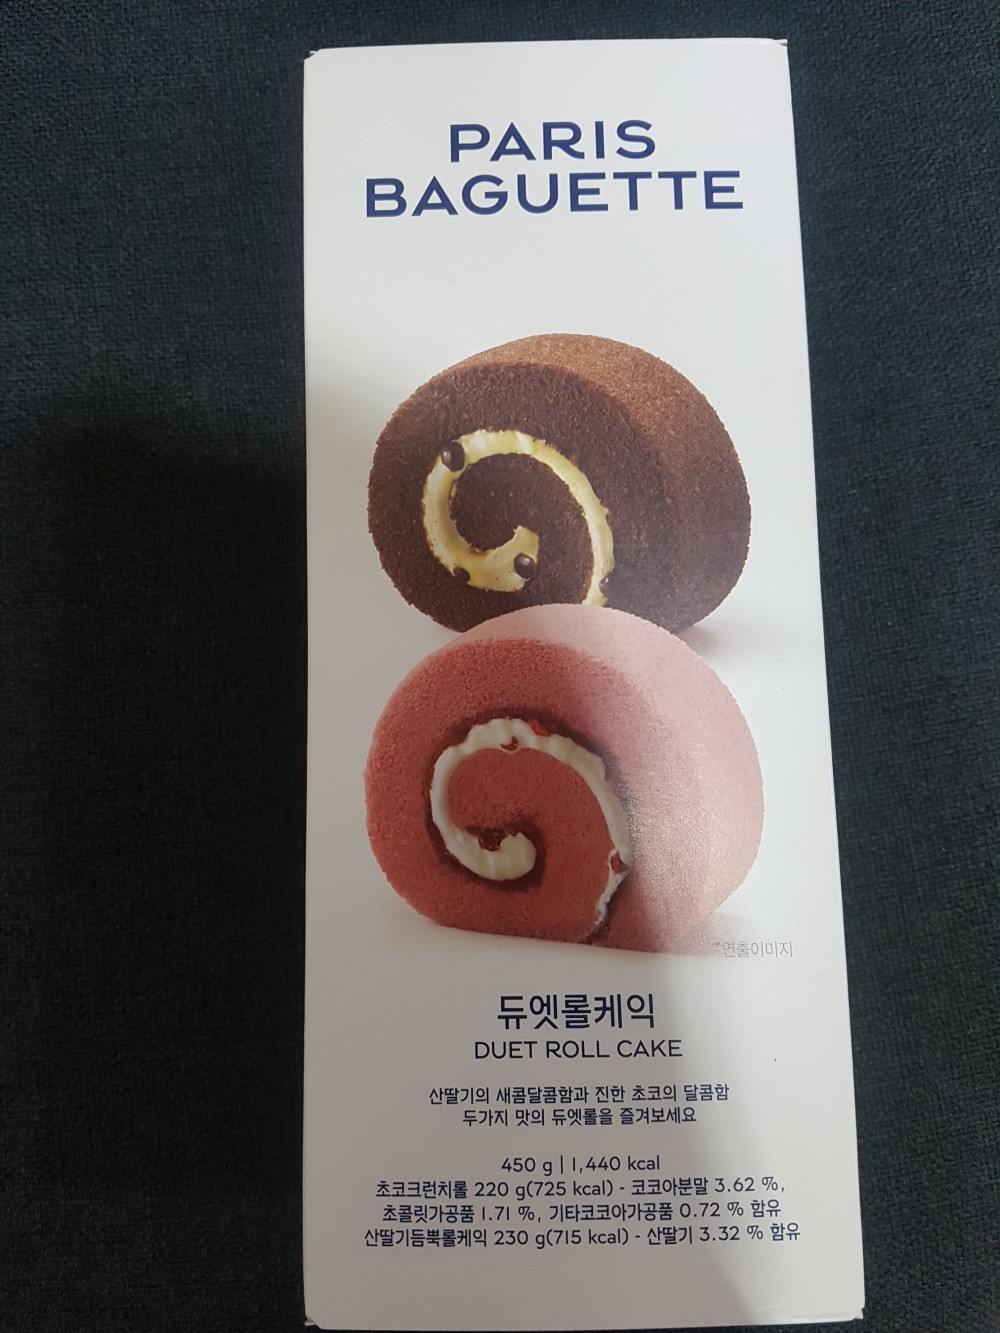 PARIS
BAGUETTE
*연출이미지
듀엣롤케익
DUET ROLL CAKE
산딸기의 새콤달콤함과 진한 초코의 달콤함
두가지 맛의 듀엣롤을 즐겨보세요
450 g | 1,440 kcal
초코크런치롤 220 g(725 kcal) - 코코아분말 3.62 %,
초콜릿가공품 1.71 %, 기타코코아가공품 0.72 % 함유
산딸기듬뿍롤케익 230 g(715 kcal) - 산딸기 3.32 % 함유